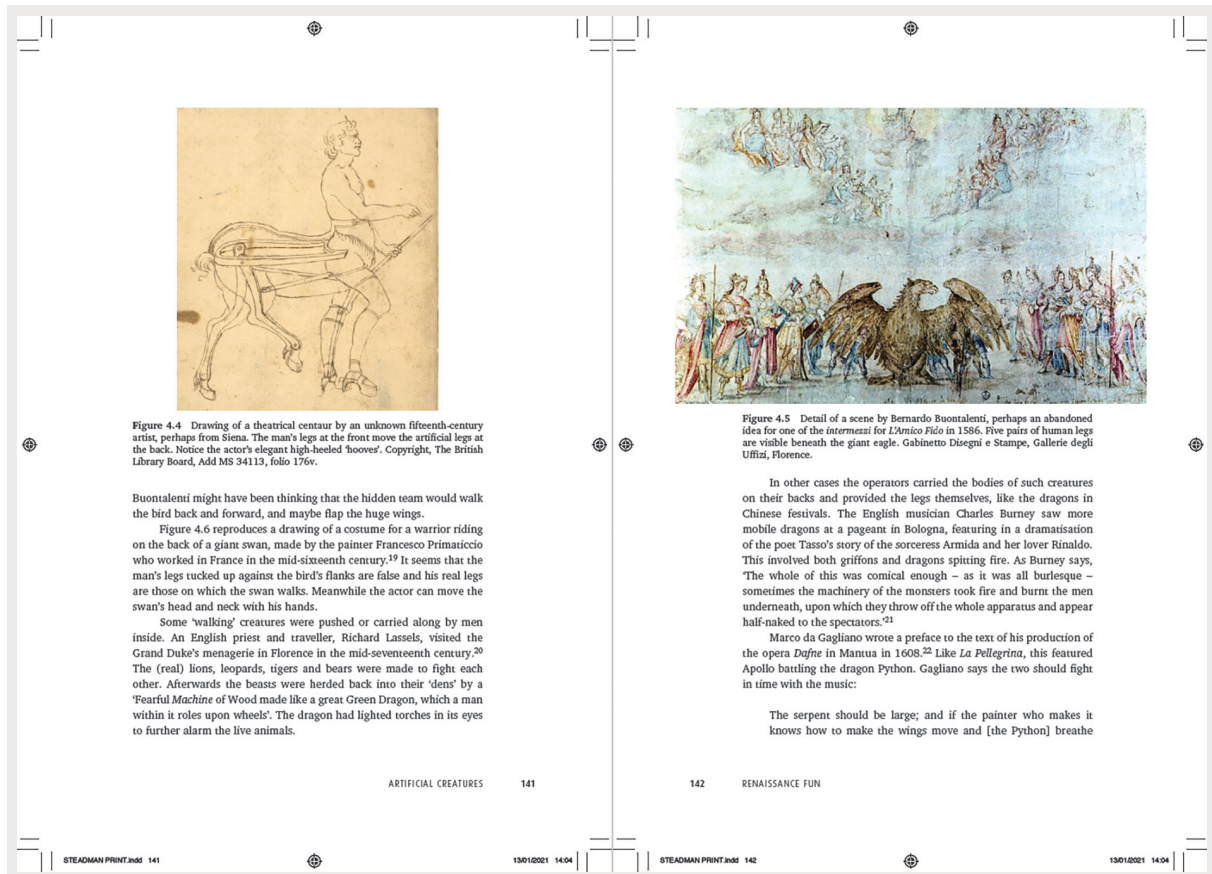 Figure 4.4 Drawing of a theatrical centaur by an unknown fifteenth-century
artist, perhaps from Siena. The man's legs at the front move the artificial legs at
the back. Notice the actor's elegant high-heeled 'hooves'. Copyright, The British
Library Board, Add MS 34113, folio 176v.
Buontalenti might have been thinking that the hidden team would walk
the bird back and forward, and maybe flap the huge wings.
Figure 4.6 reproduces a drawing of a costume for a warrior riding
on the back of a giant swan, made by the painter Francesco Primaticcio
who worked in France in the mid-sixteenth century.19 It seems that the
man's legs tucked up against the bird's flanks are false and his real legs
are those on which the swan walks. Meanwhile the actor can move the
swan's head and neck with his hands.
Some 'walking' creatures were pushed or carried along by men
inside. An English priest and traveller, Richard Lassels, visited the
Grand Duke's menagerie in Florence in the mid-seventeenth century.20
The (real) lions, leopards, tigers and bears were made to fight each
other. Afterwards the beasts were herded back into their 'dens' by a
'Fearful Machine of Wood made like a great Green Dragon, which a man
within it roles upon wheels'. The dragon had lighted torches in its eyes
to further alarm the live animals.
ARTIFICIAL CREATURES 141
STEADMAN PRINT.indd 141
13/01/2021 14:04
Figure 4.5 Detail of a scene by Bernardo Buontalenti, perhaps an abandoned
idea for one of the intermezzi for L'Amico Fido in 1586. Five pairs of human legs
are visible beneath the giant eagle. Gabinetto Disegni e Stampe, Gallerie degli
Uffizi, Florence.
In other cases the operators carried the bodies of such creatures
on their backs and provided the legs themselves, like the dragons in
Chinese festivals. The English musician Charles Burney saw more
mobile dragons at a pageant in Bologna, featuring in a dramatisation
of the poet Tasso's story of the sorceress Armida and her lover Rinaldo.
This involved both griffons and dragons spitting fire. As Burney says,
'The whole of this was comical enough – as it was all burlesque –
sometimes the machinery of the monsters took fire and burnt the men
underneath, upon which they throw off the whole apparatus and appear
half-naked to the spectators.'21
Marco da Gagliano wrote a preface to the text of his production of
the opera Dafne in Mantua in 1608.22 Like La Pellegrina, this featured
Apollo battling the dragon Python. Gagliano says the two should fight
in time with the music:
The serpent should be large; and if the painter who makes it
knows how to make the wings move and [the Python] breathe
142 RENAISSANCE FUN
STEADMAN PRINT.indd 142
13/01/2021 14:04